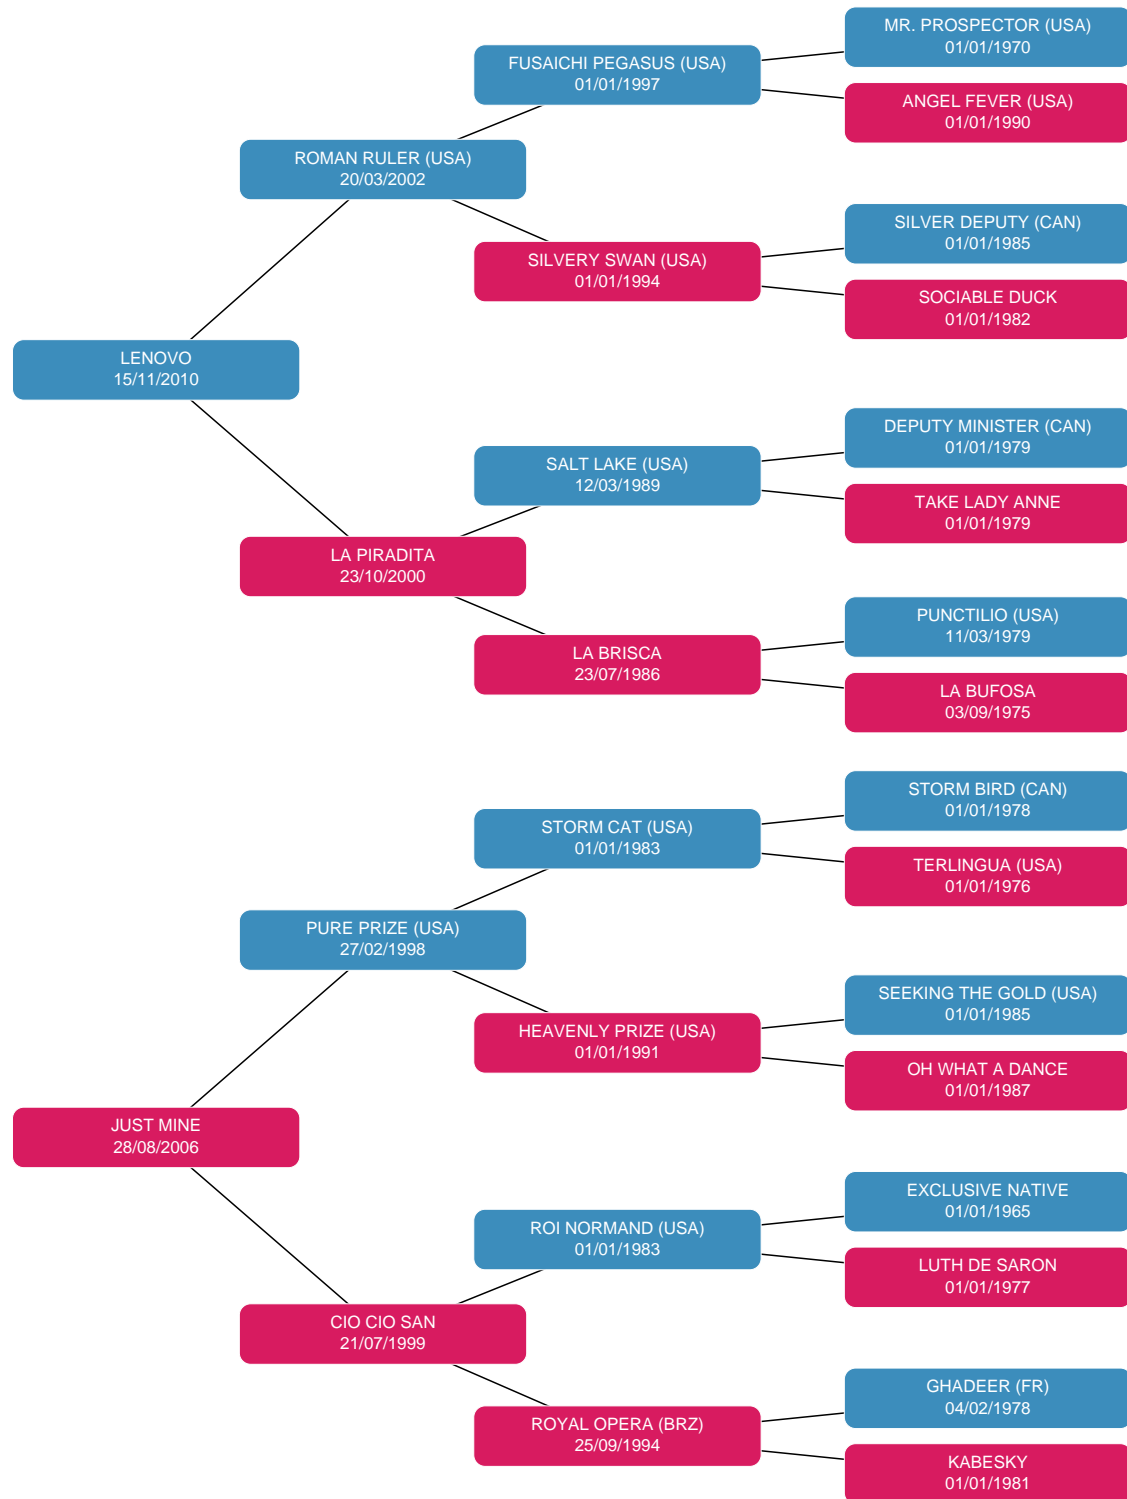 MR. PROSPECTOR (USA)
01/01/1970
FUSAICHI PEGASUS (USA)
01/01/1997
ANGEL FEVER (USA)
01/01/1990
ROMAN RULER (USA)
20/03/2002
SILVER DEPUTY (CAN)
01/01/1985
SILVERY SWAN (USA)
01/01/1994
SOCIABLE DUCK
01/01/1982
LENOVO
15/11/2010
DEPUTY MINISTER (CAN)
01/01/1979
SALT LAKE (USA)
12/03/1989
TAKE LADY ANNE
01/01/1979
LA PIRADITA
23/10/2000
PUNCTILIO (USA)
11/03/1979
LA BRISCA
23/07/1986
LA BUFOSA
03/09/1975
STORM BIRD (CAN)
01/01/1978
STORM CAT (USA)
01/01/1983
TERLINGUA (USA)
01/01/1976
PURE PRIZE (USA)
27/02/1998
SEEKING THE GOLD (USA)
01/01/1985
HEAVENLY PRIZE (USA)
01/01/1991
OH WHAT A DANCE
01/01/1987
JUST MINE
28/08/2006
EXCLUSIVE NATIVE
01/01/1965
ROI NORMAND (USA)
01/01/1983
LUTH DE SARON
01/01/1977
CIO CIO SAN
21/07/1999
GHADEER (FR)
04/02/1978
ROYAL OPERA (BRZ)
25/09/1994
KABESKY
01/01/1981